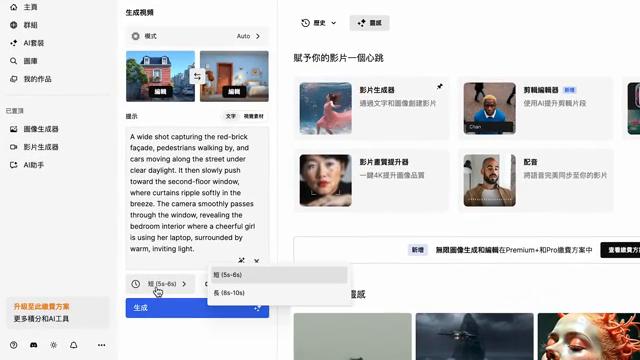 主頁
群組
AI套裝
圖庫
我的作品
已置頂
圖像生成器
影片生成器
AI助手
升級至此繳費方案
更多積分和AI工具
生成視頻
模式
Auto
編輯
編輯
提示
文字
視覺素材
A wide shot capturing the red-brick
façade, pedestrians walking by, and
cars moving along the street under
clear daylight. It then slowly push
toward the second-floor window,
where curtains ripple softly in the
breeze. The camera smoothly passes
through the window, revealing the
bedroom interior where a cheerful girl
is using her laptop, surrounded by
warm, inviting light.
短 (5s-6s)
短 (5s-6s)
長 (8s-10s)
生成
歷史
靈感
賦予你的影片一個心跳
影片生成器
通過文字和圖像創建影片
剪輯編輯器
新增
使用AI提升剪輯片段
Chan
影片畫質提升器
一鍵4K提升圖像品質
配音
將語音完美同步至你的影片
新增
無限圖像生成和編輯在Premium+和Pro繳費方案中
查看繳費方案
靈感